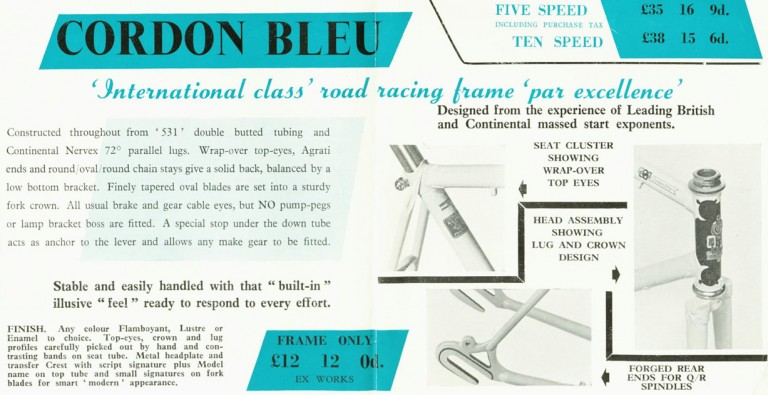 CORDON BLEU
FIVE SPEED £35 16 9d.
INCLUDING PURCHASE TAX
TEN SPEED £38 15 6d.
'International class' road racing frame 'par excellence'
Designed from the experience of Leading British
and Continental massed start exponents.
Constructed throughout from '531' double butted tubing and
Continental Nervex 72° parallel lugs. Wrap-over top-eyes, Agrati
ends and round/oval/round chain stays give a solid back, balanced by a
low bottom bracket. Finely tapered oval blades are set into a sturdy
fork crown. All usual brake and gear cable eyes, but NO pump-pegs
or lamp bracket boss are fitted. A special stop under the down tube
acts as anchor to the lever and allows any make gear to be fitted.
Stable and easily handled with that "built-in"
illusive "feel" ready to respond to every effort.
FINISH. Any colour Flamboyant, Lustre or
Enamel to choice. Top-eyes, crown and lug
profiles carefully picked out by hand and con-
trasting bands on seat tube. Metal headplate and
transfer Crest with script signature plus Model
name on top tube and small signatures on fork
blades for smart 'modern' appearance.
FRAME ONLY
£12 12 0d.
EX WORKS
SEAT CLUSTER
SHOWING
WRAP-OVER
TOP EYES
HEAD ASSEMBLY
SHOWING
LUG AND CROWN
DESIGN
FORGED REAR
ENDS FOR Q/R
SPINDLES